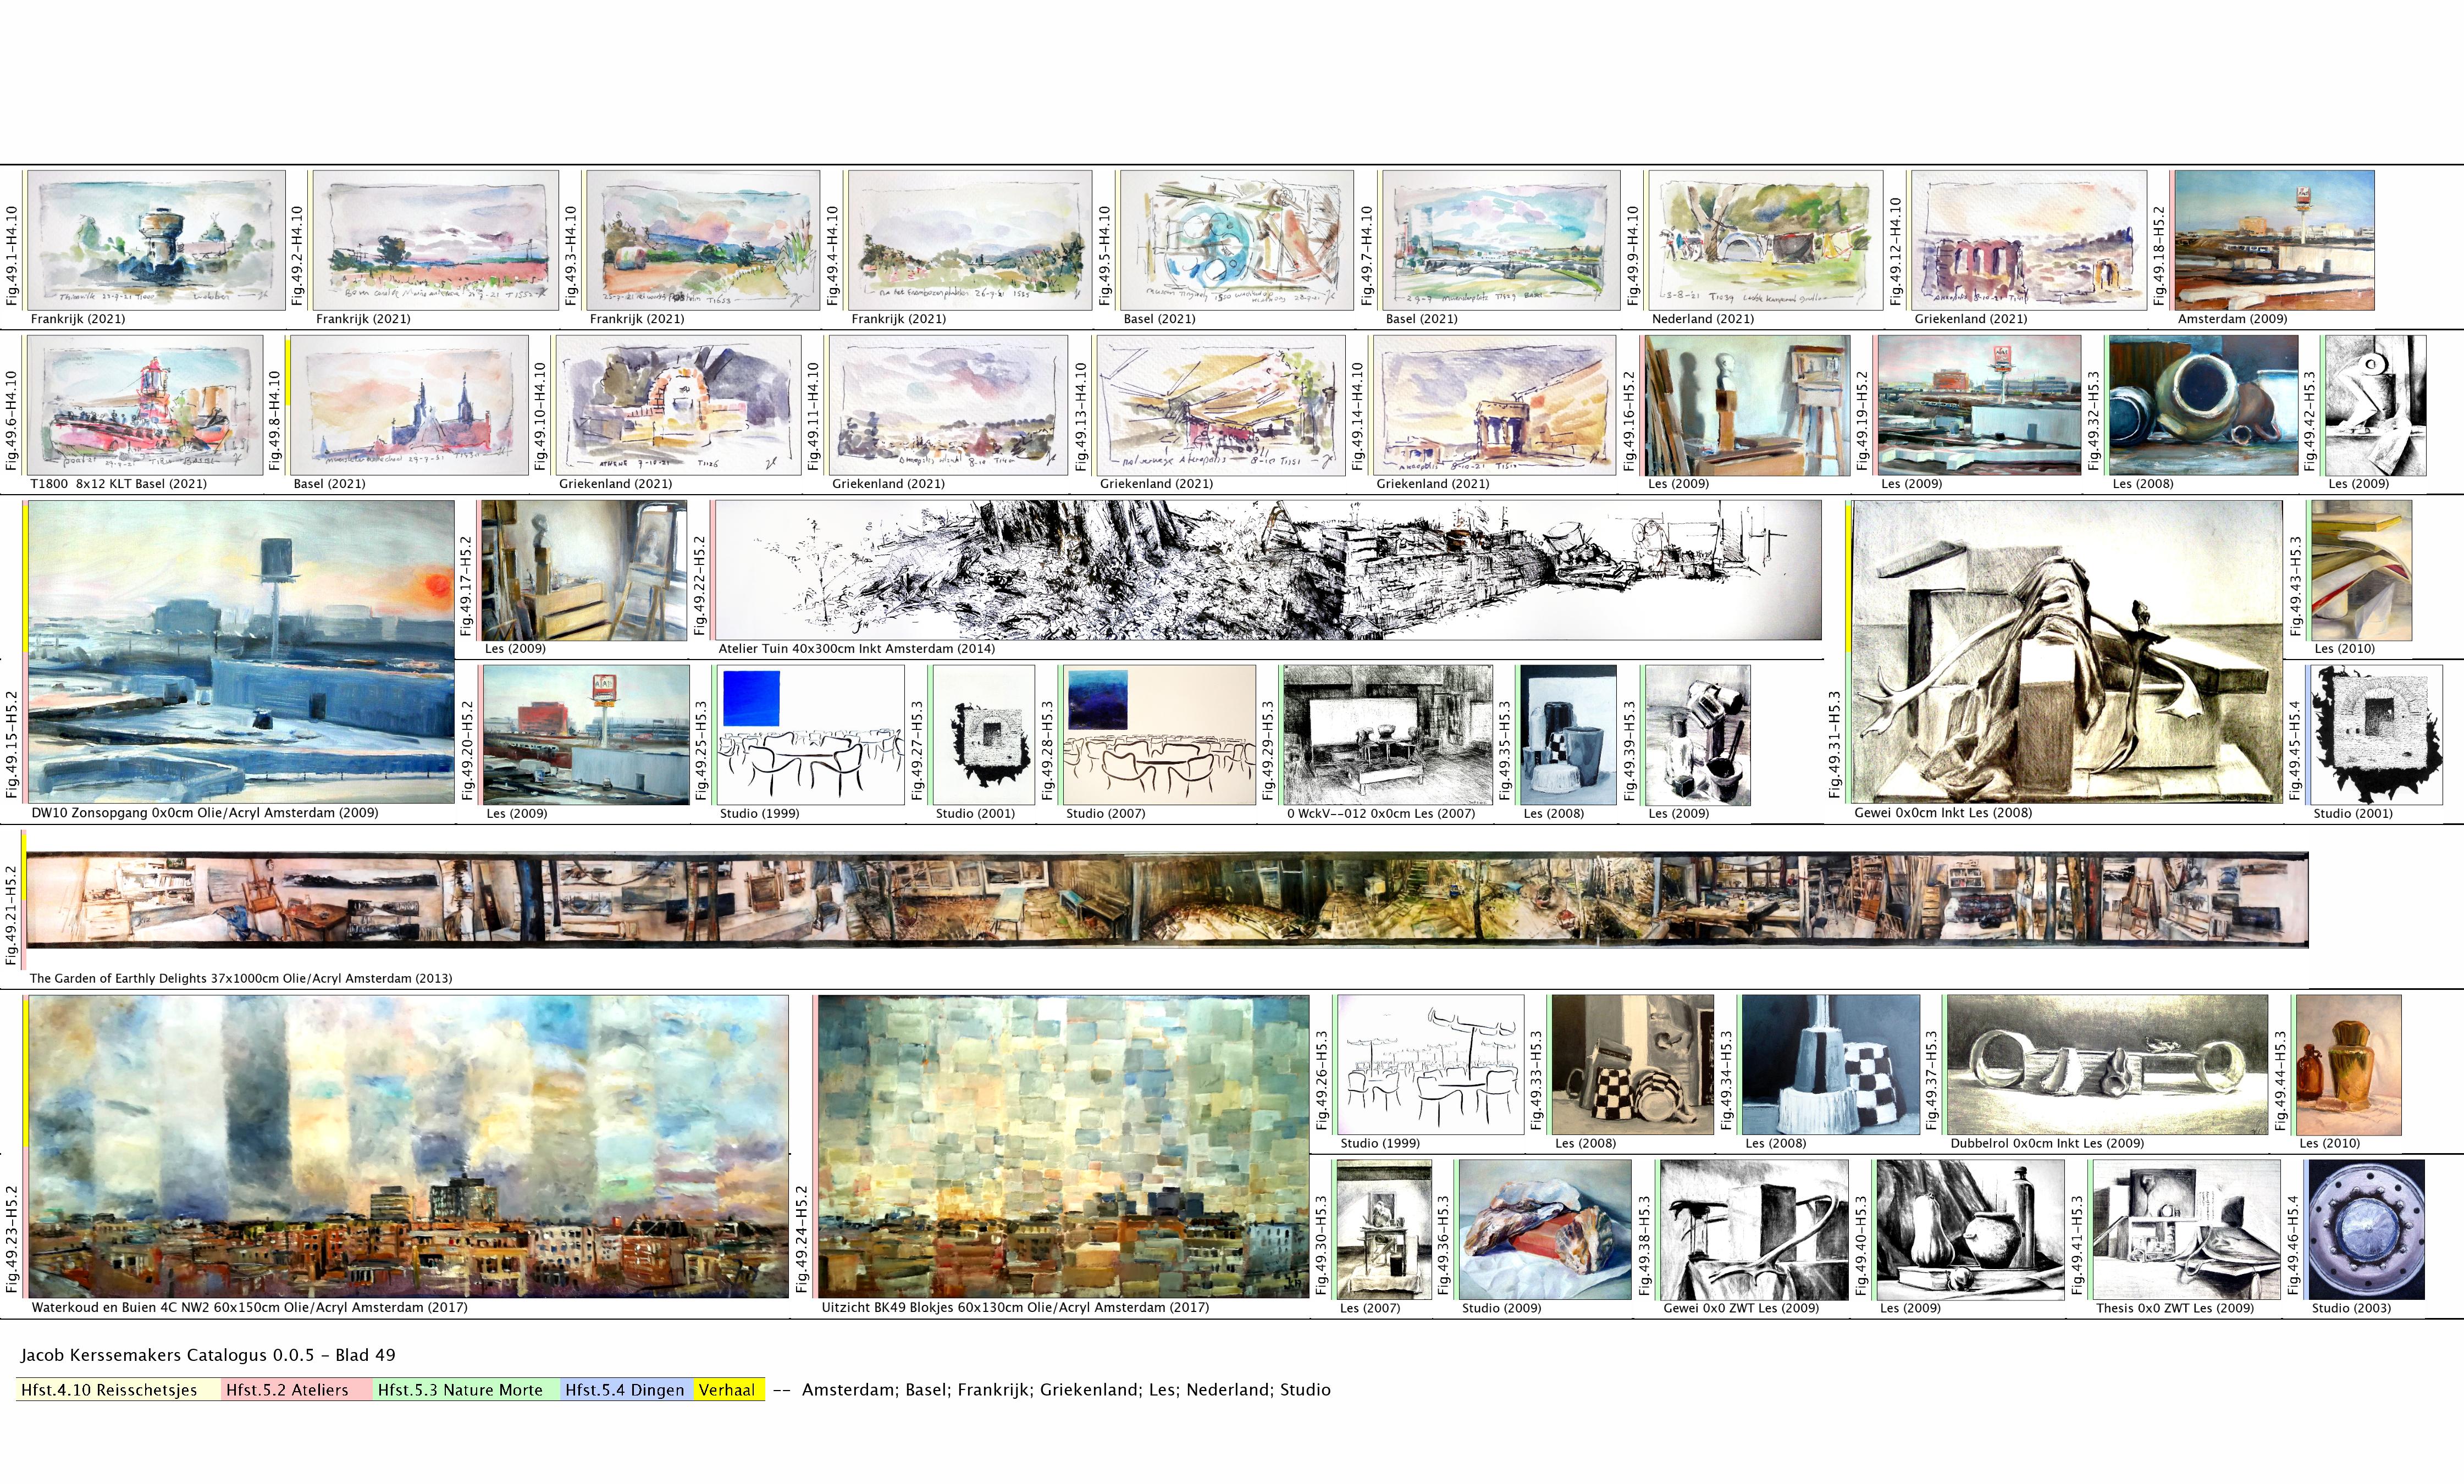 Fig.49.1-H4.10
Frankrijk (2021)
Fig.49.2-H4.10
Frankrijk (2021)
Fig.49.3-H4.10
Frankrijk (2021)
Fig.49.4-H4.10
Frankrijk (2021)
Fig.49.5-H4.10
Basel (2021)
Fig.49.7-H4.10
Basel (2021)
Fig.49.9-H4.10
Nederland (2021)
Fig.49.12-H4.10
Griekenland (2021)
Fig.49.18-H5.2
Amsterdam (2009)
Fig.49.6-H4.10
T1800 8x12 KLT Basel (2021)
Fig.49.8-H4.10
Basel (2021)
Fig.49.10-H4.10
ATHENE 7-10-21 T1126
Griekenland (2021)
Fig.49.11-H4.10
Griekenland (2021)
Fig.49.13-H4.10
Griekenland (2021)
Fig.49.14-H4.10
Griekenland (2021)
Fig.49.16-H5.2
Les (2009)
Fig.49.19-H5.2
Les (2009)
Fig.49.32-H5.3
Les (2008)
Fig.49.42-H5.3
Les (2009)
Fig.49.15-H5.2
DW10 Zonsopgang 0x0cm Olie/Acryl Amsterdam (2009)
Fig.49.17-H5.2
Les (2009)
Fig.49.22-H5.2
Atelier Tuin 40x300cm Inkt Amsterdam (2014)
Fig.49.31-H5.3
Gewei 0x0cm Inkt Les (2008)
Fig.49.43-H5.3
Les (2010)
Fig.49.20-H5.2
Les (2009)
Fig.49.25-H5.3
Studio (1999)
Fig.49.27-H5.3
Studio (2001)
Fig.49.28-H5.3
Studio (2007)
Fig.49.29-H5.3
0 WckV--012 0x0cm Les (2007)
Fig.49.35-H5.3
Les (2008)
Fig.49.39-H5.3
Les (2009)
Fig.49.45-H5.4
Studio (2001)
Fig.49.21-H5.2
The Garden of Earthly Delights 37x1000cm Olie/Acryl Amsterdam (2013)
Fig.49.23-H5.2
Waterkoud en Buien 4C NW2 60x150cm Olie/Acryl Amsterdam (2017)
Fig.49.24-H5.2
Uitzicht BK49 Blokjes 60x130cm Olie/Acryl Amsterdam (2017)
Fig.49.26-H5.3
Studio (1999)
Fig.49.33-H5.3
Les (2008)
Fig.49.34-H5.3
Les (2008)
Fig.49.37-H5.3
Dubbelrol 0x0cm Inkt Les (2009)
Fig.49.44-H5.3
Les (2010)
Fig.49.30-H5.3
Les (2007)
Fig.49.36-H5.3
Studio (2009)
Fig.49.38-H5.3
Gewei 0x0 ZWT Les (2009)
Fig.49.40-H5.3
Les (2009)
Fig.49.41-H5.3
Thesis 0x0 ZWT Les (2009)
Fig.49.46-H5.4
Studio (2003)
Jacob Kerssemakers Catalogus 0.0.5 - Blad 49
Hfst.4.10 Reisschetsjes Hfst.5.2 Ateliers Hfst.5.3 Nature Morte Hfst.5.4 Dingen Verhaal -- Amsterdam; Basel; Frankrijk; Griekenland; Les; Nederland; Studio